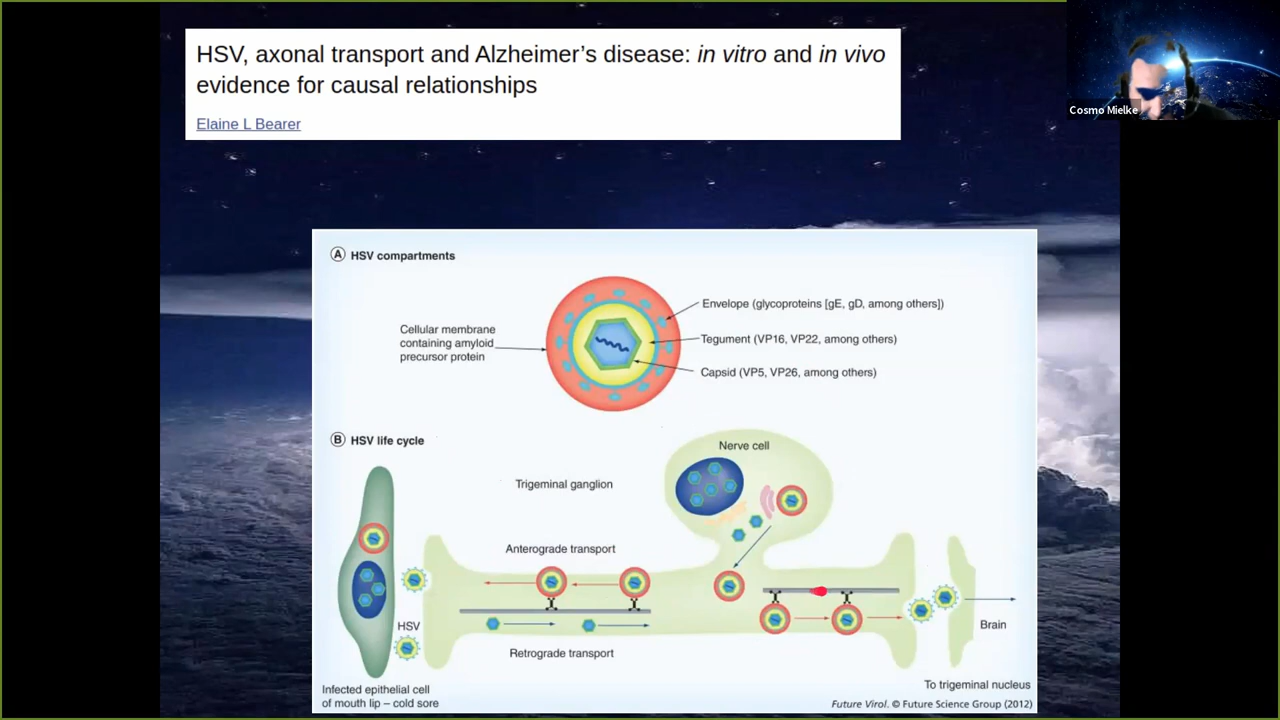 HSV, axonal transport and Alzheimer's disease: in vitro and in vivo
evidence for causal relationships
Elaine L Bearer
Cosmo Mielke
A HSV compartments
Cellular membrane
containing amyloid
precursor protein
Envelope (glycoproteins [gE, gD, among others])
Tegument (VP16, VP22, among others)
Capsid (VP5, VP26, among others)
B HSV life cycle
Nerve cell
Trigeminal ganglion
Anterograde transport
HSV
Retrograde transport
Brain
Infected epithelial cell
of mouth lip – cold sore
To trigeminal nucleus
Future Virol. © Future Science Group (2012)